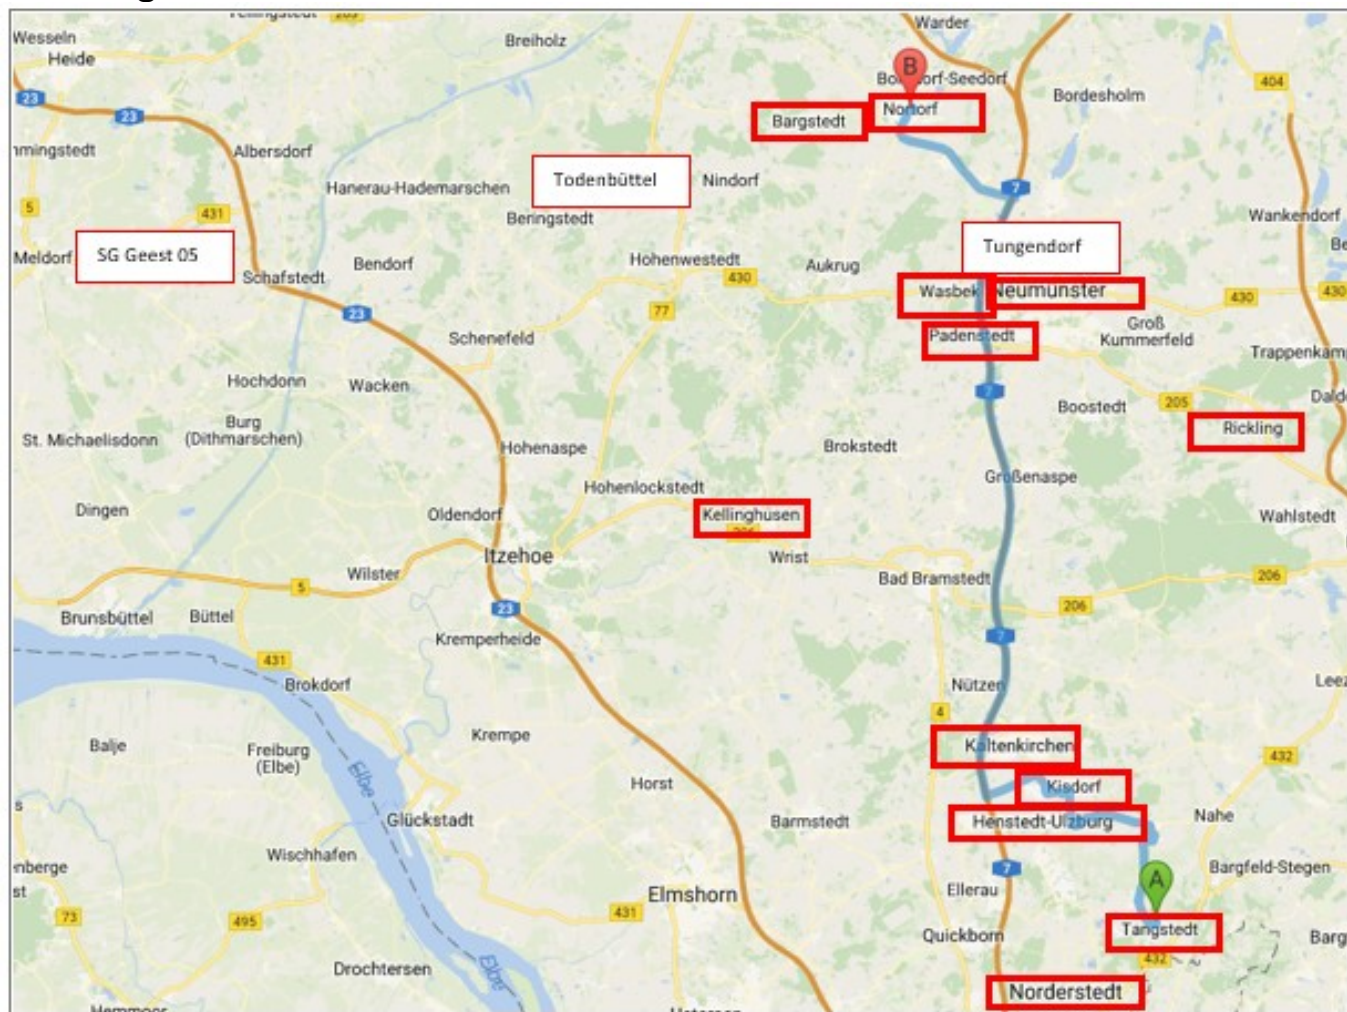 Wesseln
Heide
23
23
Albersdorf
5
431
Meldorf
SG Geest 05
Schafstedt
Bendorf
Hanerau-Hademarschen
Breiholz
Todenbüttel
Beringstedt
Nindorf
Hohenwestedt
430
77
Aukrug
Warder
B
Nortorf
Bargstedt
Bordesholm
404
7
Wankendorf
Tungendorf
Wasbek
Neumünster
430
430
Padenstedt
Groß
Kummerfeld
Trappenkamp
7
Boostedt
205
Rickling
23
Schenefeld
Hochdonn
Wacken
Burg
(Dithmarschen)
St. Michaelisdonn
Hohenaspe
Brokstedt
Großenaspe
Dingen
Oldendorf
Hohenlockstedt
Kellinghusen
Wahlstedt
Itzehoe
Wrist
Wilster
5
Bad Bramstedt
206
206
Brunsbüttel
Büttel
23
Kremperheide
7
431
Brokdorf
Nützen
4
Balje
Freiburg
(Elbe)
Elbe
Krempe
Kaltenkirchen
432
Horst
Kisdorf
Glückstadt
Barmstedt
Henstedt-Ulzburg
Nahe
Wischhafen
7
A
Bargfeld-Stegen
Elmshorn
Ellerau
73
495
431
Quickborn
Tangstedt
432
Drochtersen
Elbe
Norderstedt